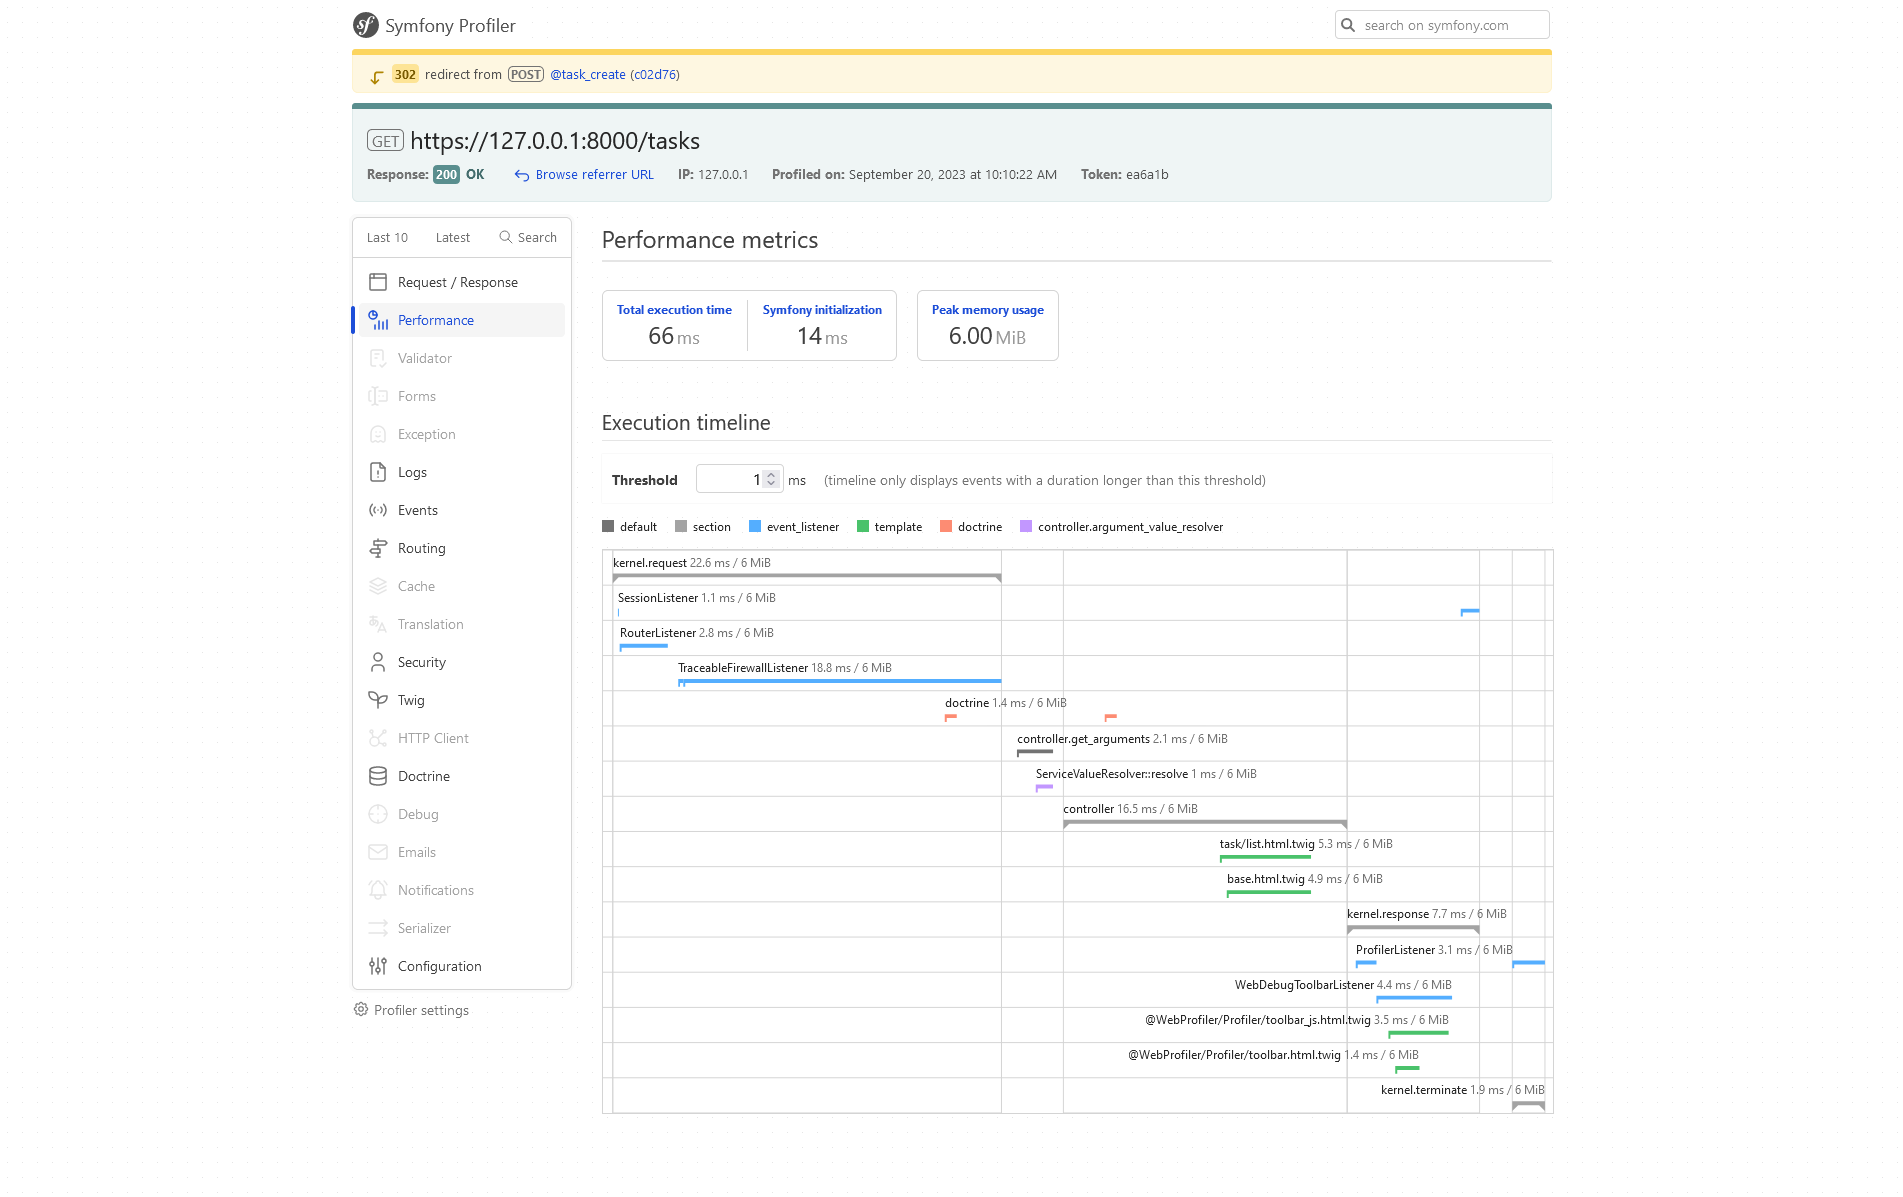 Symfony Profiler
search on symfony.com
302 redirect from POST @task_create (c02d76)
GET https://127.0.0.1:8000/tasks
Response: 200 OK Browse referrer URL IP: 127.0.0.1 Profiled on: September 20, 2023 at 10:10:22 AM Token: ea6a1b
Last 10 Latest Search
Request / Response
Performance
Validator
Forms
Exception
Logs
Events
Routing
Cache
Translation
Security
Twig
HTTP Client
Doctrine
Debug
Emails
Notifications
Serializer
Configuration
Profiler settings
Performance metrics
Total execution time
66 ms
Symfony initialization
14 ms
Peak memory usage
6.00 MiB
Execution timeline
Threshold 1 ms (timeline only displays events with a duration longer than this threshold)
default section event_listener template doctrine controller.argument_value_resolver
kernel.request 22.6 ms / 6 MiB
SessionListener 1.1 ms / 6 MiB
RouterListener 2.8 ms / 6 MiB
TraceableFirewallListener 18.8 ms / 6 MiB
doctrine 1.4 ms / 6 MiB
controller.get_arguments 2.1 ms / 6 MiB
ServiceValueResolver::resolve 1 ms / 6 MiB
controller 16.5 ms / 6 MiB
task/list.html.twig 5.3 ms / 6 MiB
base.html.twig 4.9 ms / 6 MiB
kernel.response 7.7 ms / 6 MiB
ProfilerListener 3.1 ms / 6 MiB
WebDebugToolbarListener 4.4 ms / 6 MiB
@WebProfiler/Profiler/toolbar_js.html.twig 3.5 ms / 6 MiB
@WebProfiler/Profiler/toolbar.html.twig 1.4 ms / 6 MiB
kernel.terminate 1.9 ms / 6 MiB